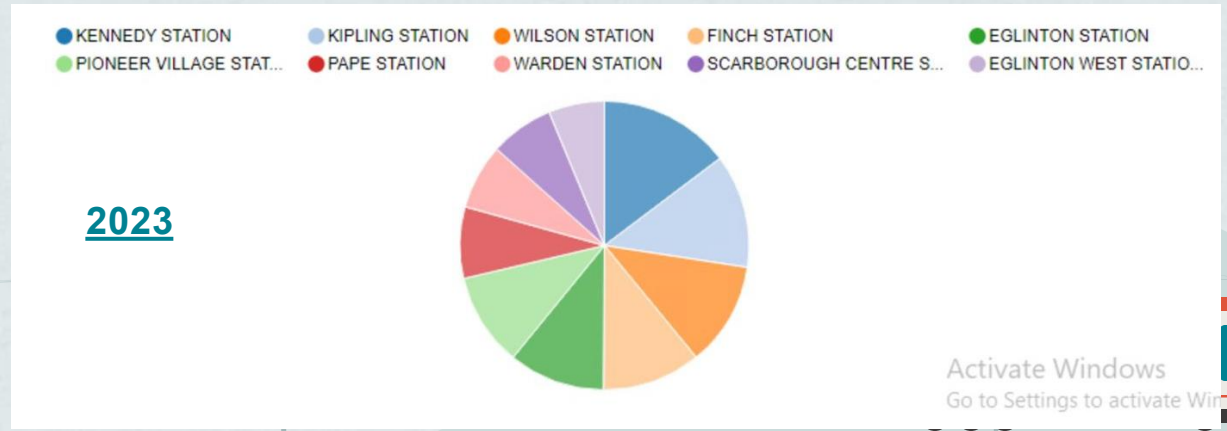 KENNEDY STATION KIPLING STATION WILSON STATION FINCH STATION EGLINTON STATION
PIONEER VILLAGE STAT... PAPE STATION WARDEN STATION SCARBOROUGH CENTRE S... EGLINTON WEST STATIO...
2023
Activate Windows
Go to Settings to activate Win